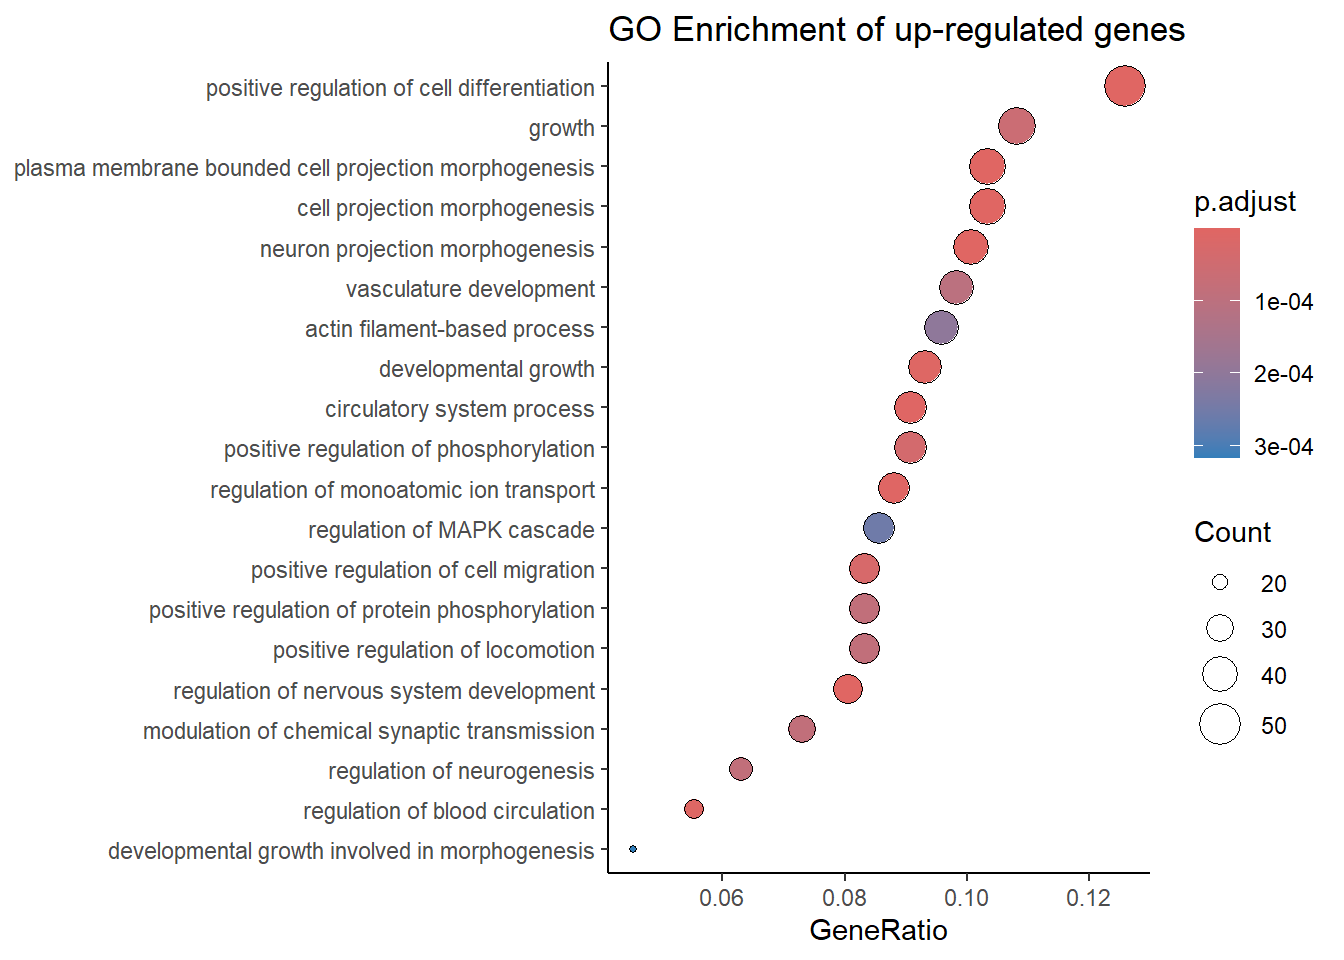 GO Enrichment of up-regulated genes
positive regulation of cell differentiation
growth
plasma membrane bounded cell projection morphogenesis
cell projection morphogenesis
neuron projection morphogenesis
vasculature development
actin filament-based process
developmental growth
circulatory system process
positive regulation of phosphorylation
regulation of monoatomic ion transport
regulation of MAPK cascade
positive regulation of cell migration
positive regulation of protein phosphorylation
positive regulation of locomotion
regulation of nervous system development
modulation of chemical synaptic transmission
regulation of neurogenesis
regulation of blood circulation
developmental growth involved in morphogenesis
0.06 0.08 0.10 0.12
GeneRatio
p.adjust
1e-04
2e-04
3e-04
Count
20
30
40
50